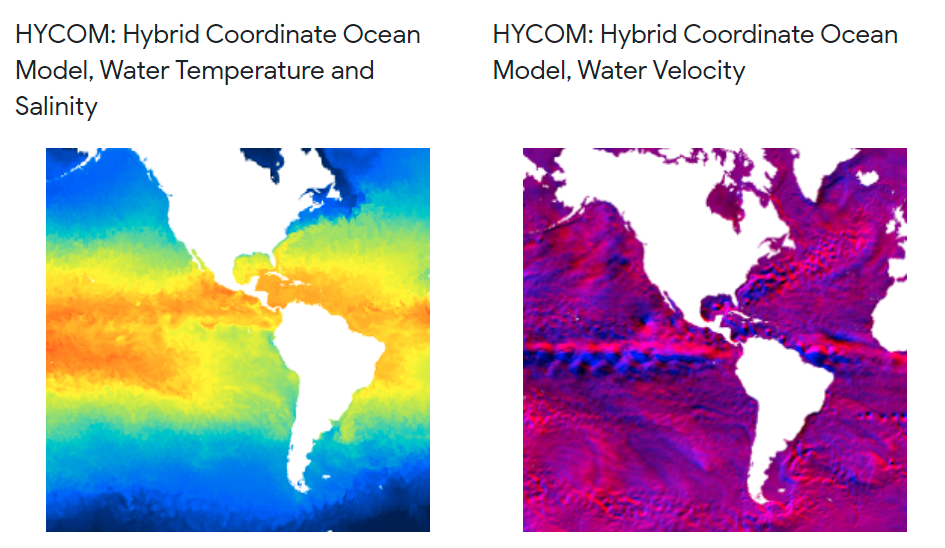 HYCOM: Hybrid Coordinate Ocean
Model, Water Temperature and
Salinity
HYCOM: Hybrid Coordinate Ocean
Model, Water Velocity